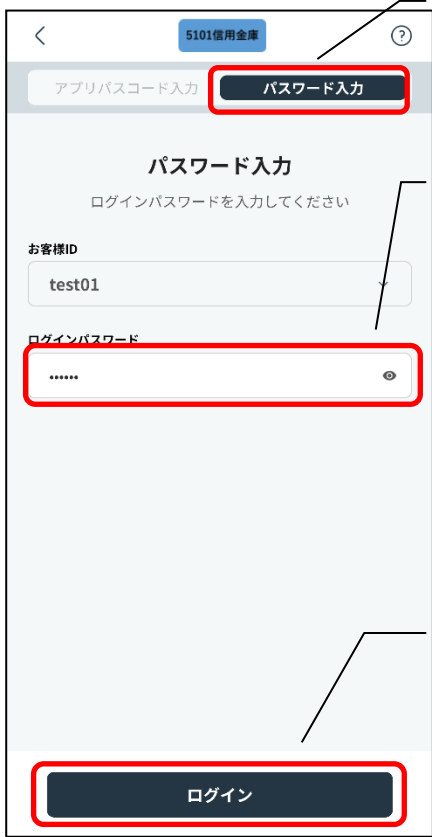 5101信用金庫
?
アプリパスコード入力
パスワード入力
パスワード入力
ログインパスワードを入力してください
お客様ID
test01
ログインパスワード
••••••
ログイン